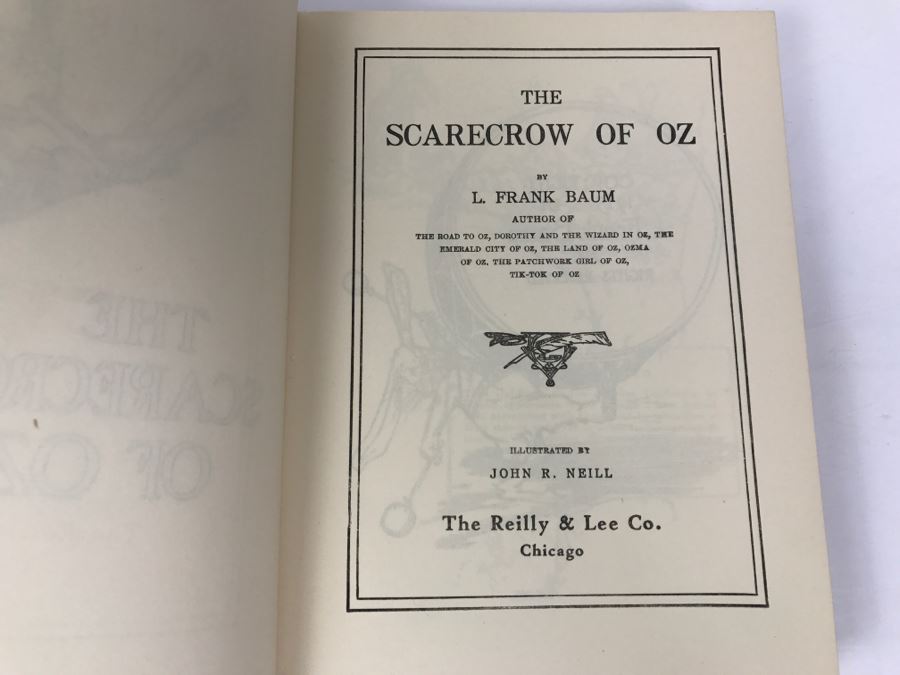 THE
SCARECROW OF OZ
BY
L. FRANK BAUM
AUTHOR OF
THE ROAD TO OZ, DOROTHY AND THE WIZARD IN OZ, THE
EMERALD CITY OF OZ, THE LAND OF OZ, OZMA
OF OZ. THE PATCHWORK GIRL OF OZ,
TIK-TOK OF OZ
ILLUSTRATED BY
JOHN R. NEILL
The Reilly & Lee Co.
Chicago